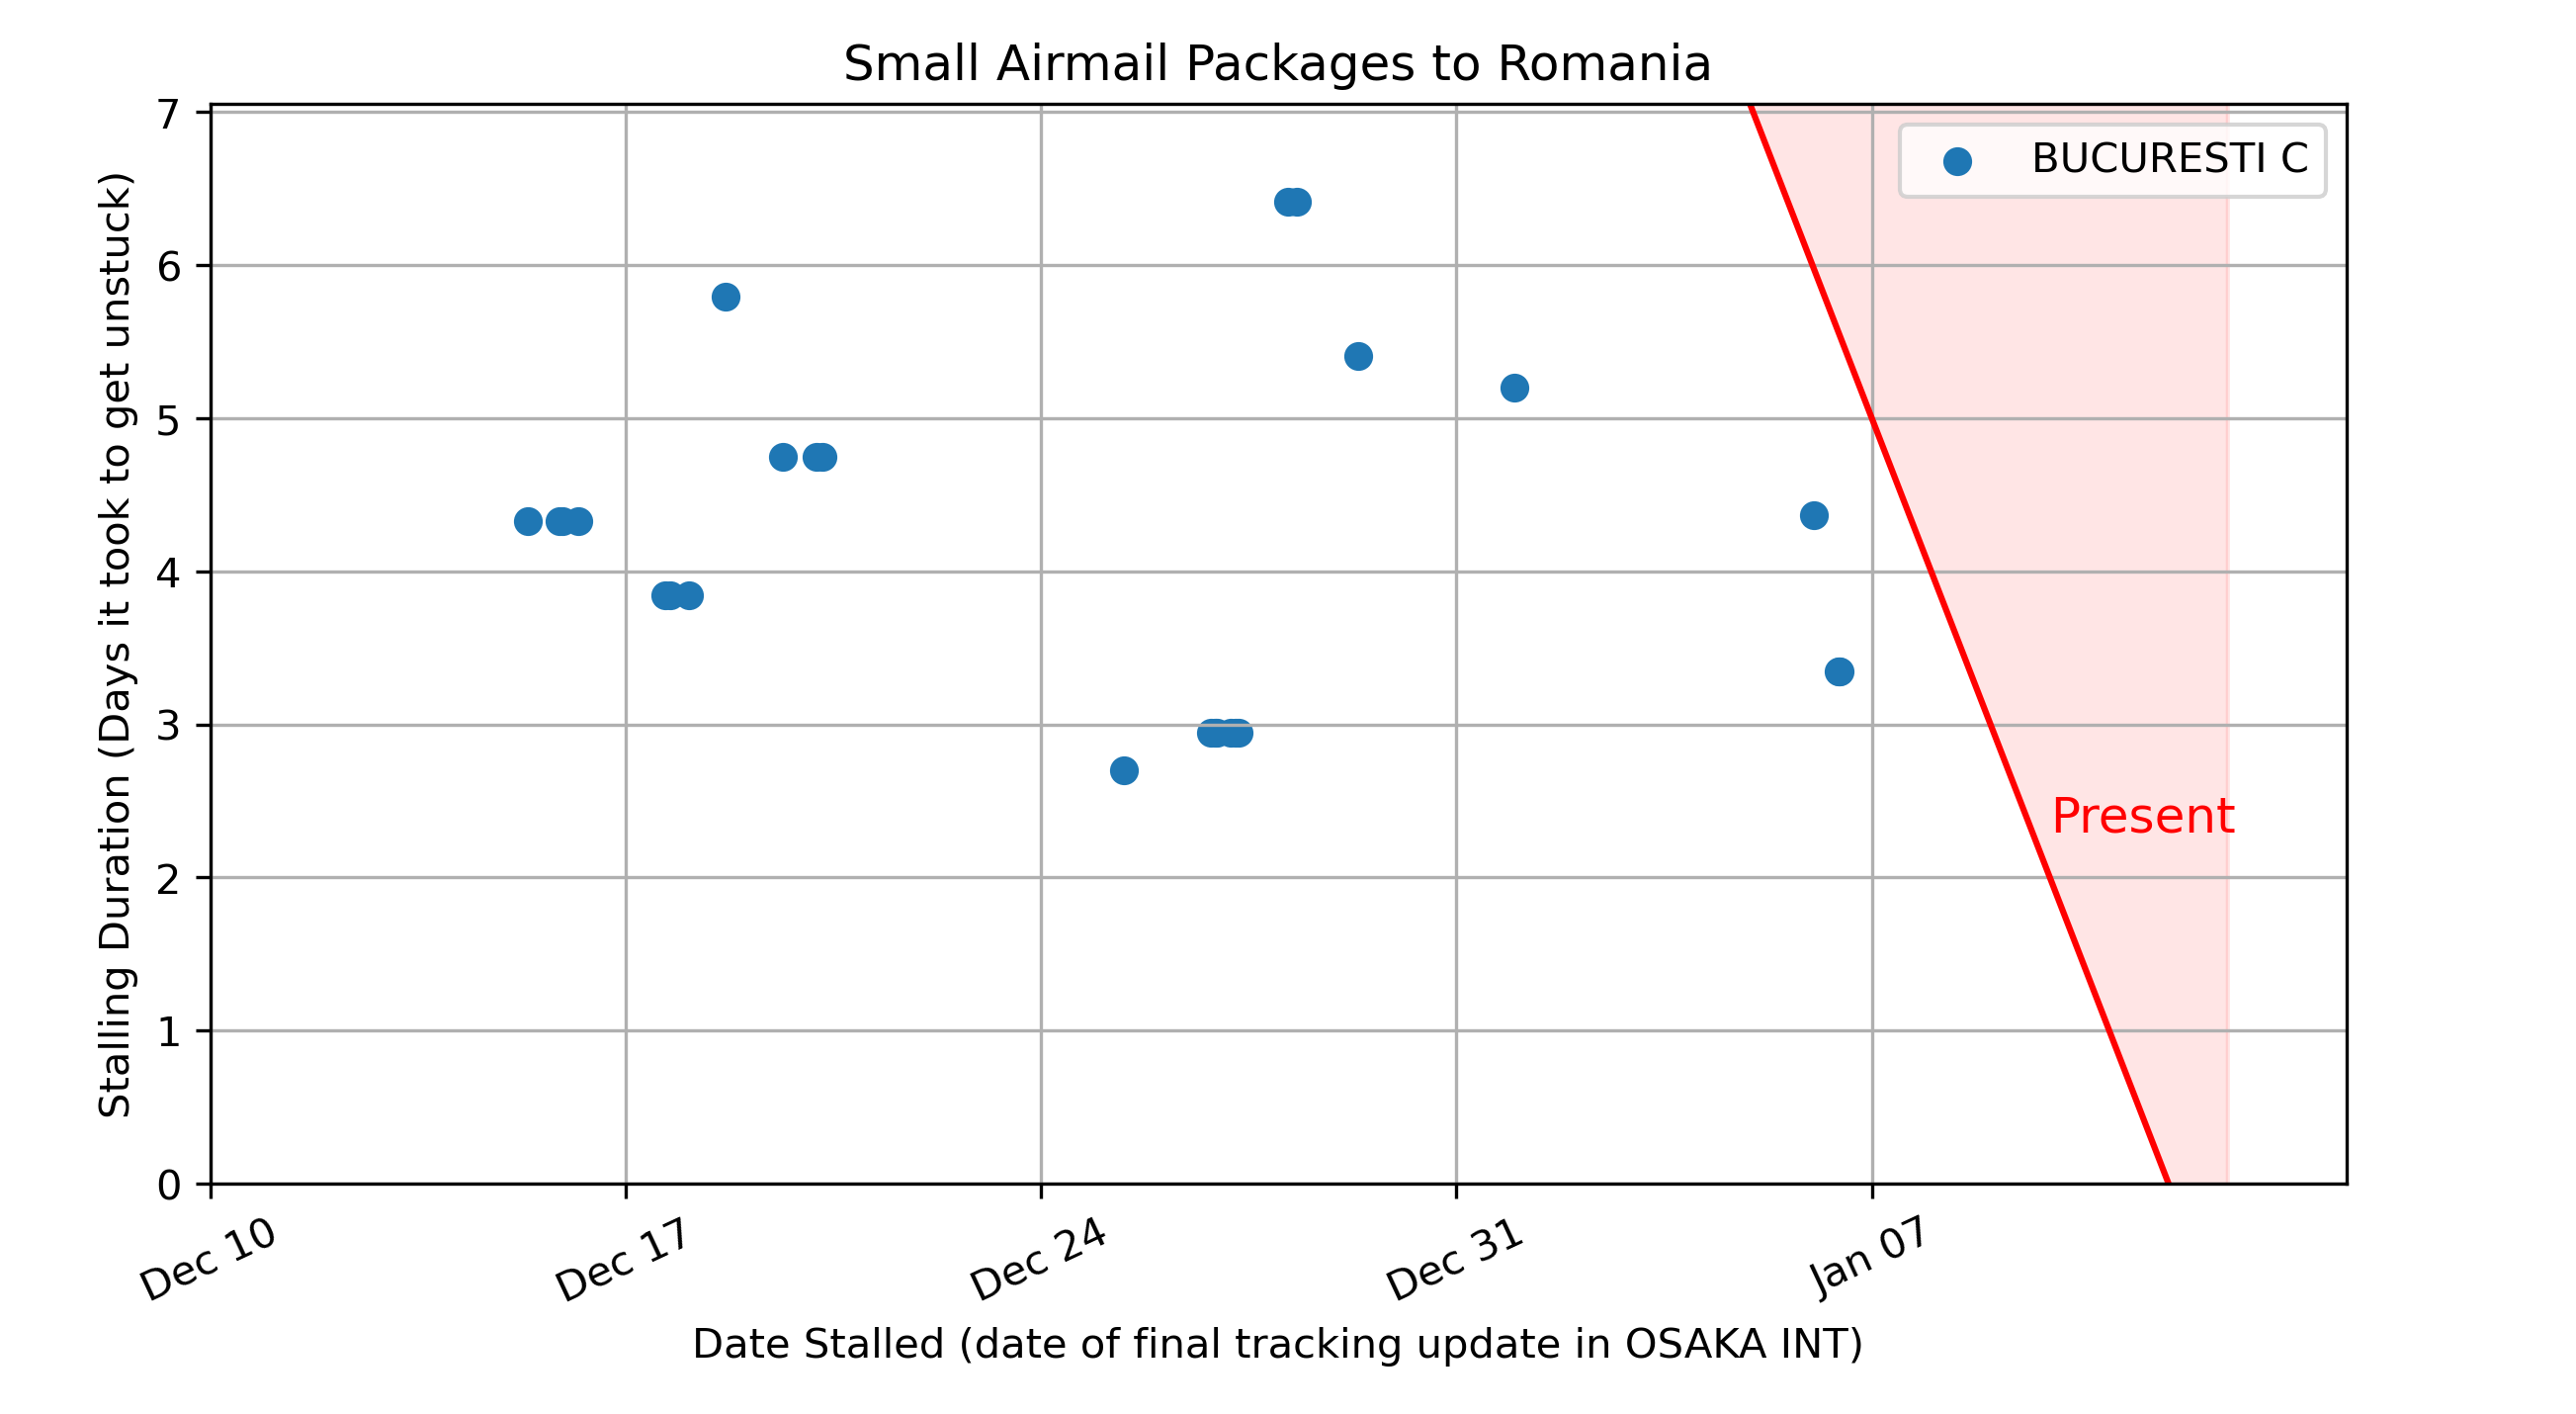 Small Airmail Packages to Romania
Stalling Duration (Days it took to get unstuck)
7
6
5
4
3
2
1
0
BUCURESTI C
Present
Dec 10
Dec 17
Dec 24
Dec 31
Jan 07
Date Stalled (date of final tracking update in OSAKA INT)